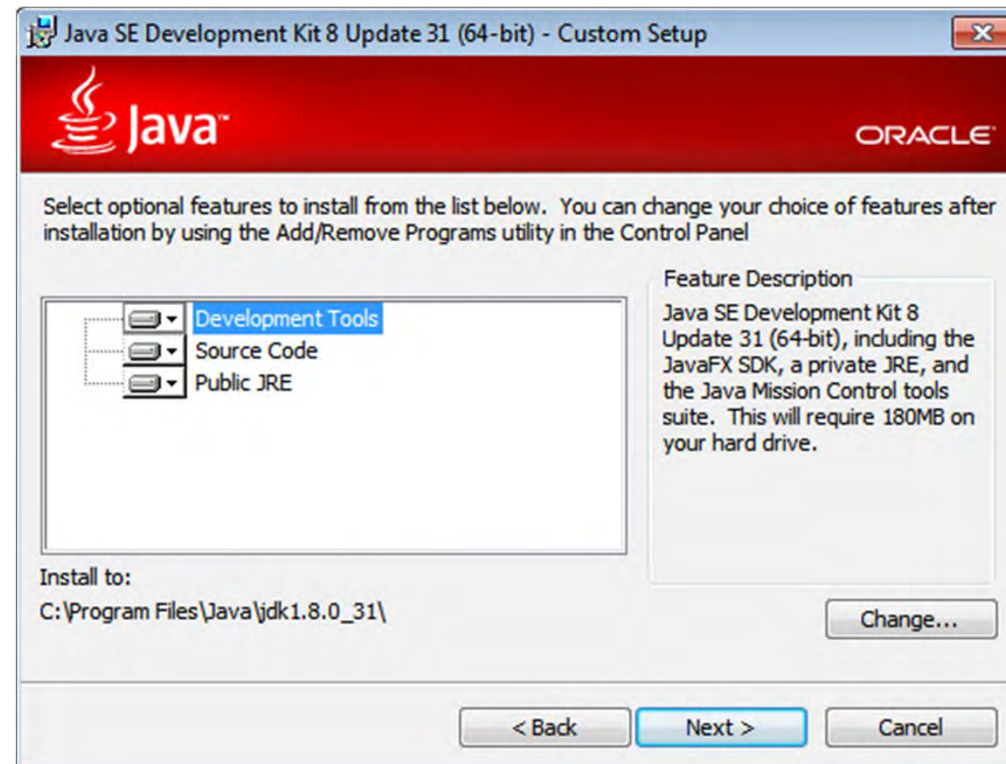 Java SE Development Kit 8 Update 31 (64-bit) - Custom Setup
Java™
ORACLE®
Select optional features to install from the list below.  You can change your choice of features after
installation by using the Add/Remove Programs utility in the Control Panel
Development Tools
Source Code
Public JRE
Feature Description
Java SE Development Kit 8
Update 31 (64-bit), including the
JavaFX SDK, a private JRE, and
the Java Mission Control tools
suite.  This will require 180MB on
your hard drive.
Install to:
C:\Program Files\Java\jdk1.8.0_31\
Change...
< Back
Next >
Cancel